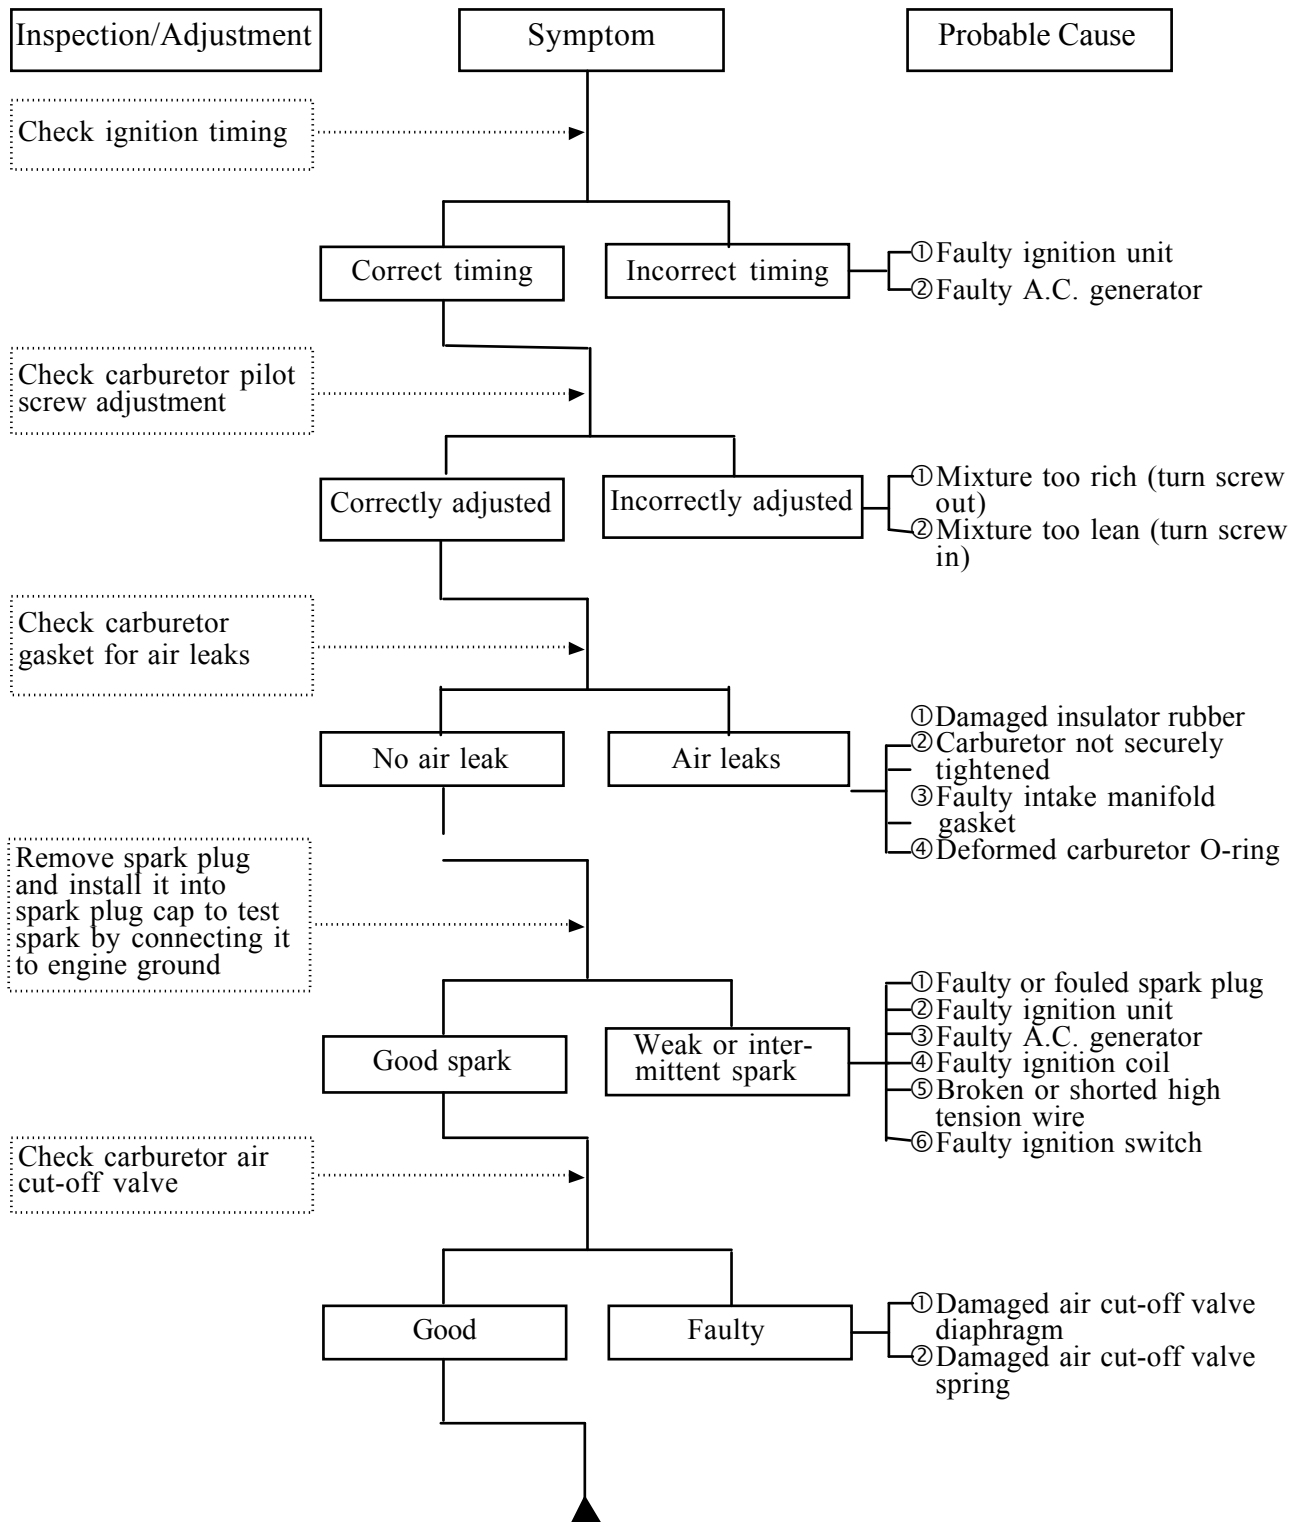 Inspection/Adjustment
Symptom
Probable Cause
Check ignition timing
Correct timing
Incorrect timing
①Faulty ignition unit
②Faulty A.C. generator
Check carburetor pilot
screw adjustment
Correctly adjusted
Incorrectly adjusted
①Mixture too rich (turn screw
out)
②Mixture too lean (turn screw
in)
Check carburetor
gasket for air leaks
No air leak
Air leaks
①Damaged insulator rubber
②Carburetor not securely
tightened
③Faulty intake manifold
gasket
④Deformed carburetor O-ring
Remove spark plug
and install it into
spark plug cap to test
spark by connecting it
to engine ground
Good spark
Weak or inter-
mittent spark
①Faulty or fouled spark plug
②Faulty ignition unit
③Faulty A.C. generator
④Faulty ignition coil
⑤Broken or shorted high
tension wire
⑥Faulty ignition switch
Check carburetor air
cut-off valve
Good
Faulty
①Damaged air cut-off valve
diaphragm
②Damaged air cut-off valve
spring